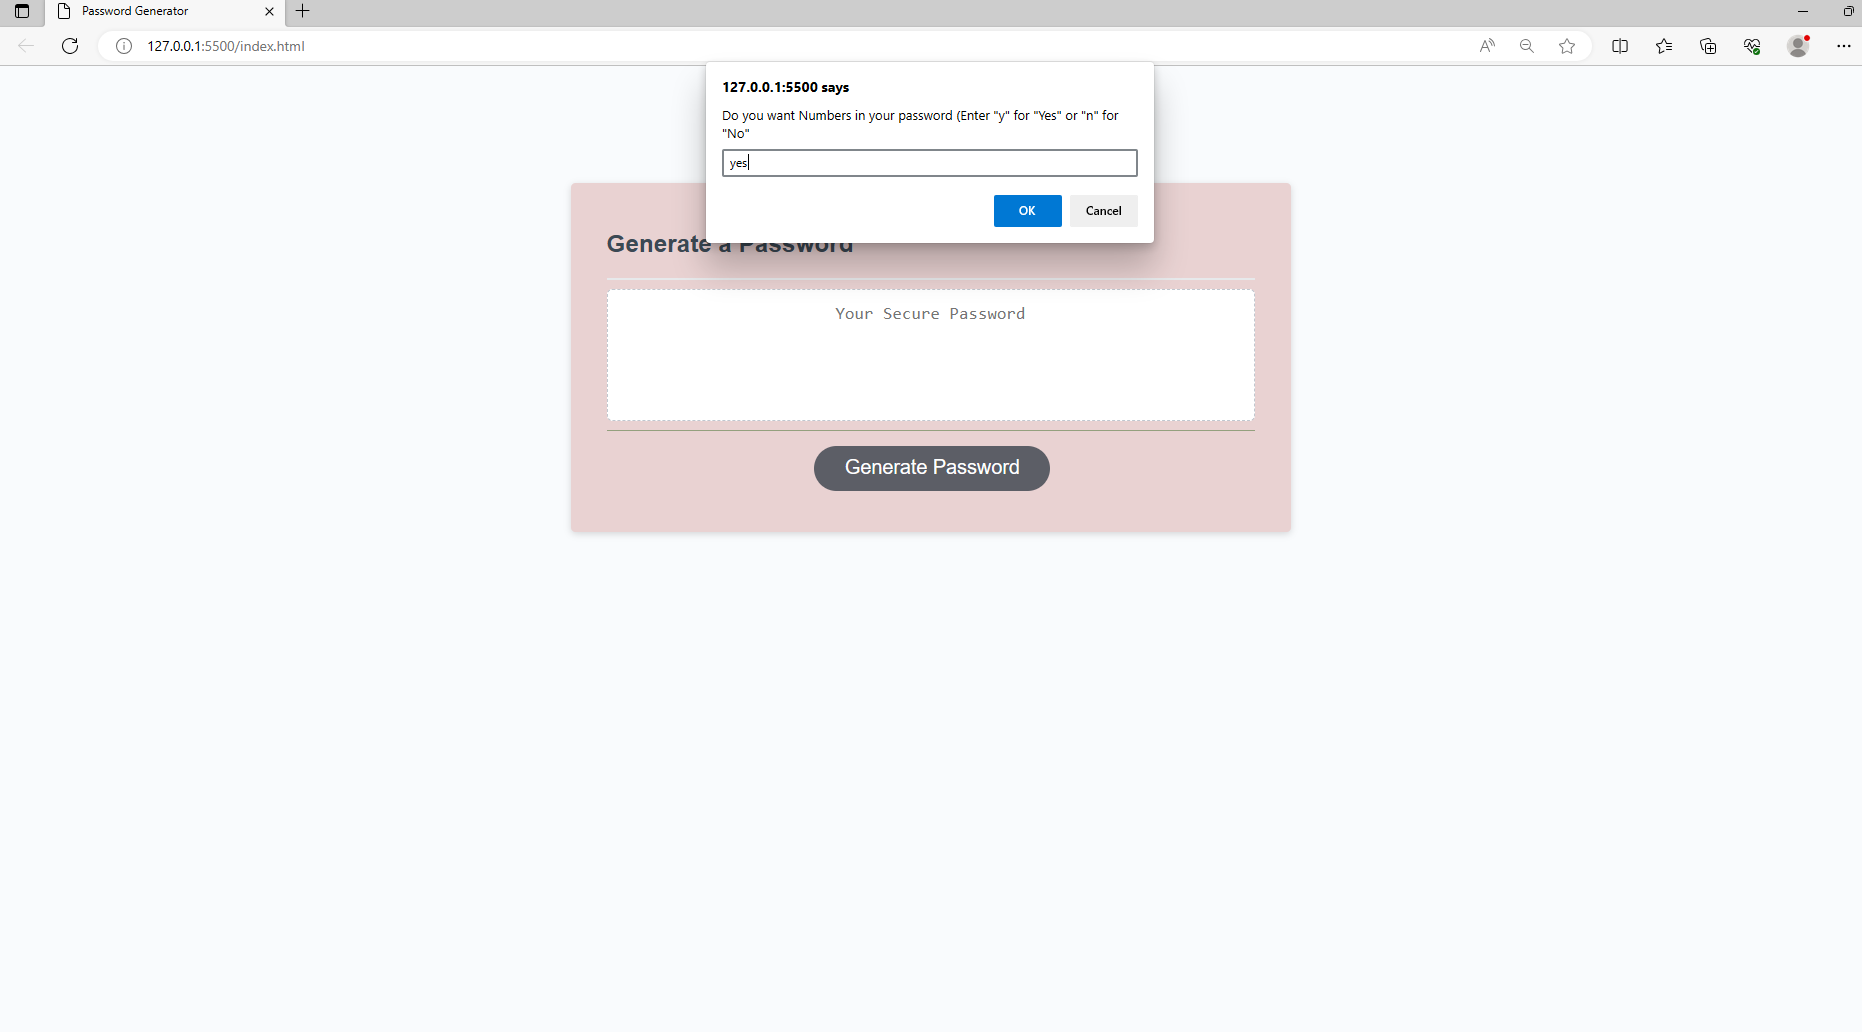 Password Generator
127.0.0.1:5500/index.html
127.0.0.1:5500 says
Do you want Numbers in your password (Enter "y" for "Yes" or "n" for
"No"
yes
OK Cancel
Generate a Password
Your Secure Password
Generate Password